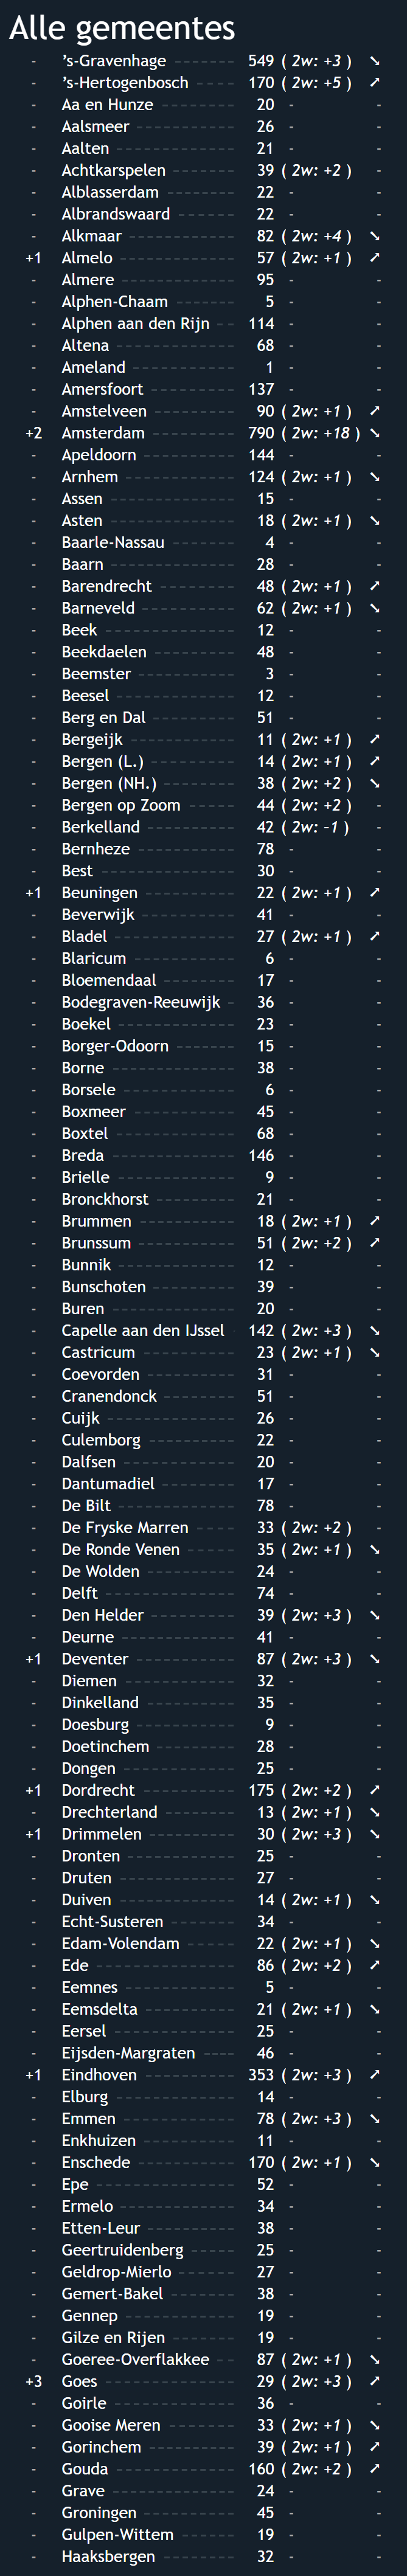 Alle gemeentes
- ’s-Gravenhage 549 ( 2w: +3 ) ➘
- ’s-Hertogenbosch 170 ( 2w: +5 ) ➚
- Aa en Hunze 20 - -
- Aalsmeer 26 - -
- Aalten 21 - -
- Achtkarspelen 39 ( 2w: +2 ) -
- Alblasserdam 22 - -
- Albrandswaard 22 - -
- Alkmaar 82 ( 2w: +4 ) ➘
+1 Almelo 57 ( 2w: +1 ) ➚
- Almere 95 - -
- Alphen-Chaam 5 - -
- Alphen aan den Rijn 114 - -
- Altena 68 - -
- Ameland 1 - -
- Amersfoort 137 - -
- Amstelveen 90 ( 2w: +1 ) ➚
+2 Amsterdam 790 ( 2w: +18 ) ➘
- Apeldoorn 144 - -
- Arnhem 124 ( 2w: +1 ) ➘
- Assen 15 - -
- Asten 18 ( 2w: +1 ) ➘
- Baarle-Nassau 4 - -
- Baarn 28 - -
- Barendrecht 48 ( 2w: +1 ) ➚
- Barneveld 62 ( 2w: +1 ) ➘
- Beek 12 - -
- Beekdaelen 48 - -
- Beemster 3 - -
- Beesel 12 - -
- Berg en Dal 51 - -
- Bergeijk 11 ( 2w: +1 ) ➚
- Bergen (L.) 14 ( 2w: +1 ) ➚
- Bergen (NH.) 38 ( 2w: +2 ) ➘
- Bergen op Zoom 44 ( 2w: +2 ) -
- Berkelland 42 ( 2w: -1 ) -
- Bernheze 78 - -
- Best 30 - -
+1 Beuningen 22 ( 2w: +1 ) ➚
- Beverwijk 41 - -
- Bladel 27 ( 2w: +1 ) ➚
- Blaricum 6 - -
- Bloemendaal 17 - -
- Bodegraven-Reeuwijk 36 - -
- Boekel 23 - -
- Borger-Odoorn 15 - -
- Borne 38 - -
- Borsele 6 - -
- Boxmeer 45 - -
- Boxtel 68 - -
- Breda 146 - -
- Brielle 9 - -
- Bronckhorst 21 - -
- Brummen 18 ( 2w: +1 ) ➚
- Brunssum 51 ( 2w: +2 ) ➚
- Bunnik 12 - -
- Bunschoten 39 - -
- Buren 20 - -
- Capelle aan den IJssel 142 ( 2w: +3 ) ➘
- Castricum 23 ( 2w: +1 ) ➘
- Coevorden 31 - -
- Cranendonck 51 - -
- Cuijk 26 - -
- Culemborg 22 - -
- Dalfsen 20 - -
- Dantumadiel 17 - -
- De Bilt 78 - -
- De Fryske Marren 33 ( 2w: +2 ) -
- De Ronde Venen 35 ( 2w: +1 ) ➘
- De Wolden 24 - -
- Delft 74 - -
- Den Helder 39 ( 2w: +3 ) ➘
- Deurne 41 - -
+1 Deventer 87 ( 2w: +3 ) ➘
- Diemen 32 - -
- Dinkelland 35 - -
- Doesburg 9 - -
- Doetinchem 28 - -
- Dongen 25 - -
+1 Dordrecht 175 ( 2w: +2 ) ➚
- Drechterland 13 ( 2w: +1 ) ➘
+1 Drimmelen 30 ( 2w: +3 ) ➘
- Dronten 25 - -
- Druten 27 - -
- Duiven 14 ( 2w: +1 ) ➘
- Echt-Susteren 34 - -
- Edam-Volendam 22 ( 2w: +1 ) ➘
- Ede 86 ( 2w: +2 ) ➚
- Eemnes 5 - -
- Eemsdelta 21 ( 2w: +1 ) ➘
- Eersel 25 - -
- Eijsden-Margraten 46 - -
+1 Eindhoven 353 ( 2w: +3 ) ➚
- Elburg 14 - -
- Emmen 78 ( 2w: +3 ) ➘
- Enkhuizen 11 - -
- Enschede 170 ( 2w: +1 ) ➘
- Epe 52 - -
- Ermelo 34 - -
- Etten-Leur 38 - -
- Geertruidenberg 25 - -
- Geldrop-Mierlo 27 - -
- Gemert-Bakel 38 - -
- Gennep 19 - -
- Gilze en Rijen 19 - -
- Goeree-Overflakkee 87 ( 2w: +1 ) ➘
+3 Goes 29 ( 2w: +3 ) ➚
- Goirle 36 - -
- Gooise Meren 33 ( 2w: +1 ) ➘
- Gorinchem 39 ( 2w: +1 ) ➚
- Gouda 160 ( 2w: +2 ) ➚
- Grave 24 - -
- Groningen 45 - -
- Gulpen-Wittem 19 - -
- Haaksbergen 32 - -